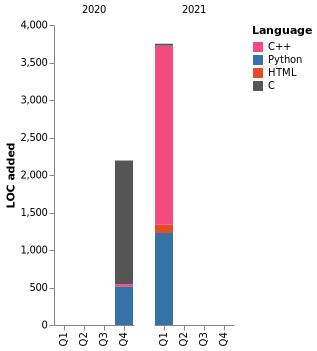 2020 2021
Language
C++
Python
HTML
C
LOC added
4,000
3,500
3,000
2,500
2,000
1,500
1,000
500
0
Q1 Q2 Q3 Q4 Q1 Q2 Q3 Q4